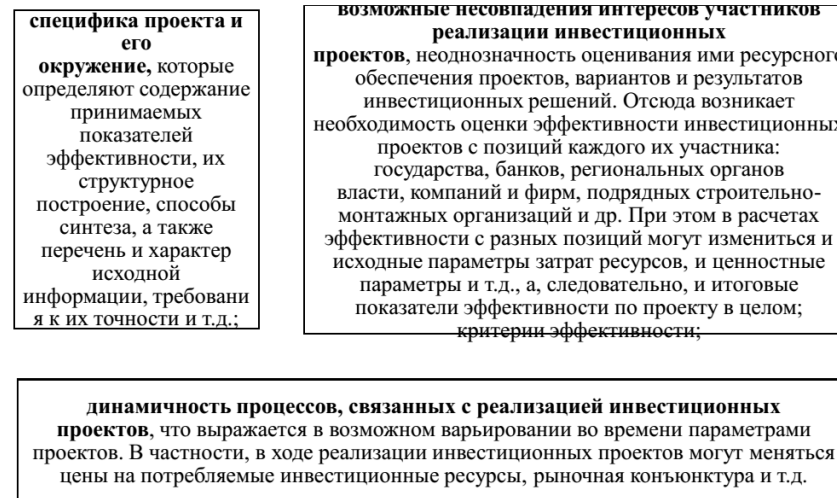 специфика проекта и
его
окружение, которые
определяют содержание
принимаемых
показателей
эффективности, их
структурное
построение, способы
синтеза, а также
перечень и характер
исходной
информации, требовани
я к их точности и т.д.;
возможные несовпадения интересов участников
реализации инвестиционных
проектов, неоднозначность оценивания ими ресурсного
обеспечения проектов, вариантов и результатов
инвестиционных решений. Отсюда возникает
необходимость оценки эффективности инвестиционных
проектов с позиций каждого их участника:
государства, банков, региональных органов
власти, компаний и фирм, подрядных строительно-
монтажных организаций и др. При этом в расчетах
эффективности с разных позиций могут измениться и
исходные параметры затрат ресурсов, и ценностные
параметры и т.д., а, следовательно, и итоговые
показатели эффективности по проекту в целом;
критерии эффективности;
динамичность процессов, связанных с реализацией инвестиционных
проектов, что выражается в возможном варьировании во времени параметрами
проектов. В частности, в ходе реализации инвестиционных проектов могут меняться
цены на потребляемые инвестиционные ресурсы, рыночная конъюнктура и т.д.